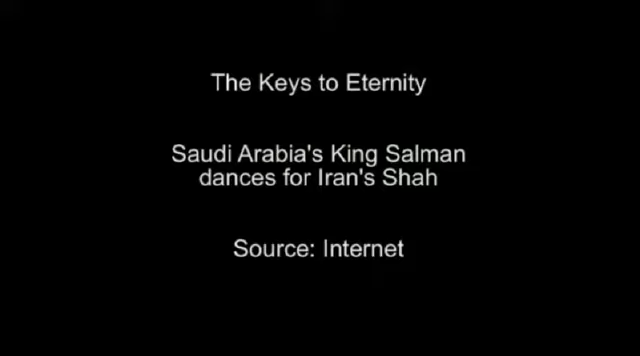 The Keys to Eternity
Saudi Arabia's King Salman
dances for Iran's Shah
Source: Internet